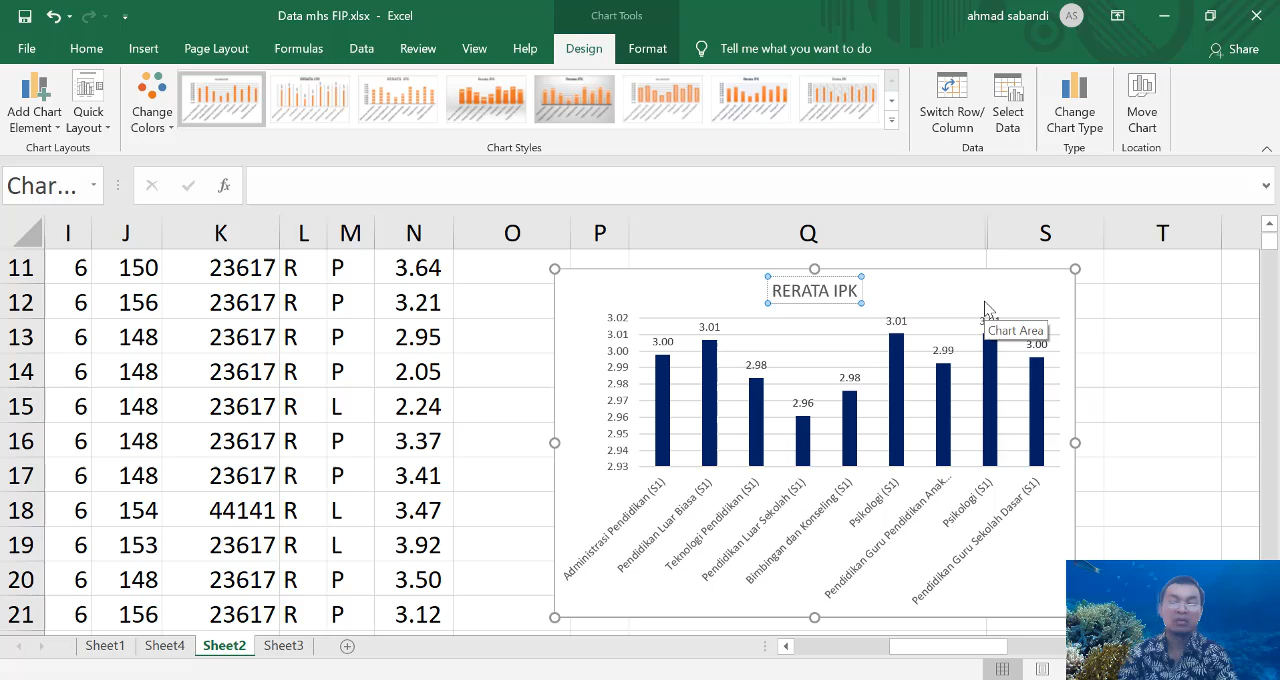 Data mhs FIP.xlsx - Excel
Chart Tools
ahmad sabandi
AS
File
Home
Insert
Page Layout
Formulas
Data
Review
View
Help
Design
Format
Tell me what you want to do
Share
Add Chart Element
Quick Layout
Change Colors
Switch Row/Column
Select Data
Change Chart Type
Move Chart
Chart Layouts
Chart Styles
Data
Type
Location
Char...
fx
I J K L M N O P Q S T
11 6 150 23617 R P 3.64
12 6 156 23617 R P 3.21
13 6 148 23617 R P 2.95
14 6 148 23617 R P 2.05
15 6 148 23617 R L 2.24
16 6 148 23617 R P 3.37
17 6 148 23617 R P 3.41
18 6 154 44141 R L 3.47
19 6 153 23617 R L 3.92
20 6 148 23617 R P 3.50
21 6 156 23617 R P 3.12
RERATA IPK
3.02
3.01
3.00
2.99
2.98
2.97
2.96
2.95
2.94
2.93
3.00
3.01
2.98
2.96
2.98
3.01
2.99
3.00
Chart Area
Administrasi Pendidikan (S1)
Pendidikan Luar Biasa (S1)
Teknologi Pendidikan (S1)
Pendidikan Luar Sekolah (S1)
Bimbingan dan Konseling (S1)
Psikologi (S1)
Pendidikan Guru Pendidikan Anak...
Psikologi (S1)
Pendidikan Guru Sekolah Dasar (S1)
Sheet1
Sheet4
Sheet2
Sheet3